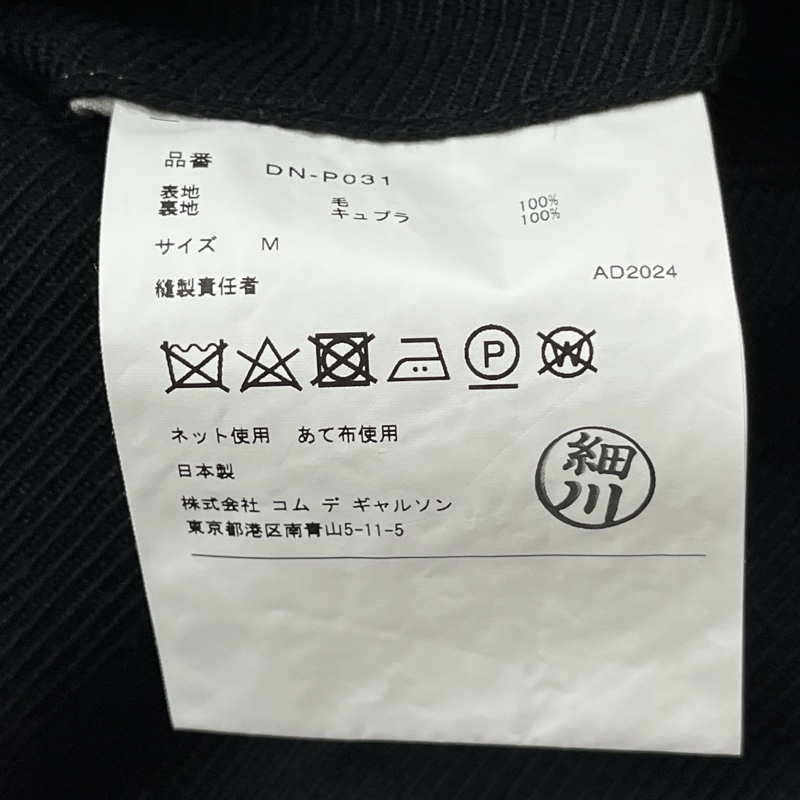 品番 DN-P031
表地 毛 100%
裏地 キュプラ 100%
サイズ M
AD2024
縫製責任者
P
W
ネット使用 あて布使用
細川
日本製
株式会社 コム デ ギャルソン
東京都港区南青山5-11-5